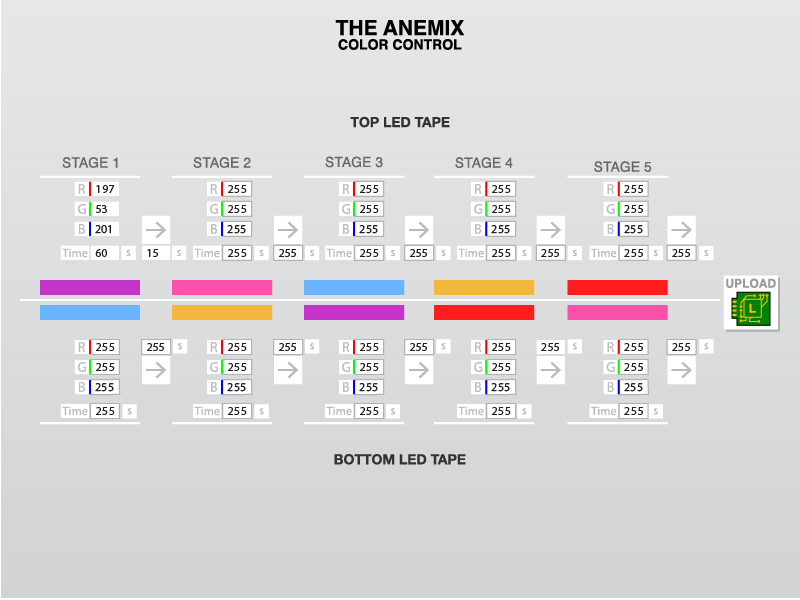 THE ANEMIX
COLOR CONTROL
TOP LED TAPE
STAGE 1 STAGE 2 STAGE 3 STAGE 4 STAGE 5
R 197 R 255 R 255 R 255 R 255
G 53 G 255 G 255 G 255 G 255
B 201 B 255 B 255 B 255 B 255
Time 60 s 15 s Time 255 s 255 s Time 255 s 255 s Time 255 s 255 s Time 255 s 255 s
UPLOAD
L
R 255 255 s R 255 255 s R 255 255 s R 255 255 s R 255 255 s
G 255 G 255 G 255 G 255 G 255
B 255 B 255 B 255 B 255 B 255
Time 255 s Time 255 s Time 255 s Time 255 s Time 255 s
BOTTOM LED TAPE